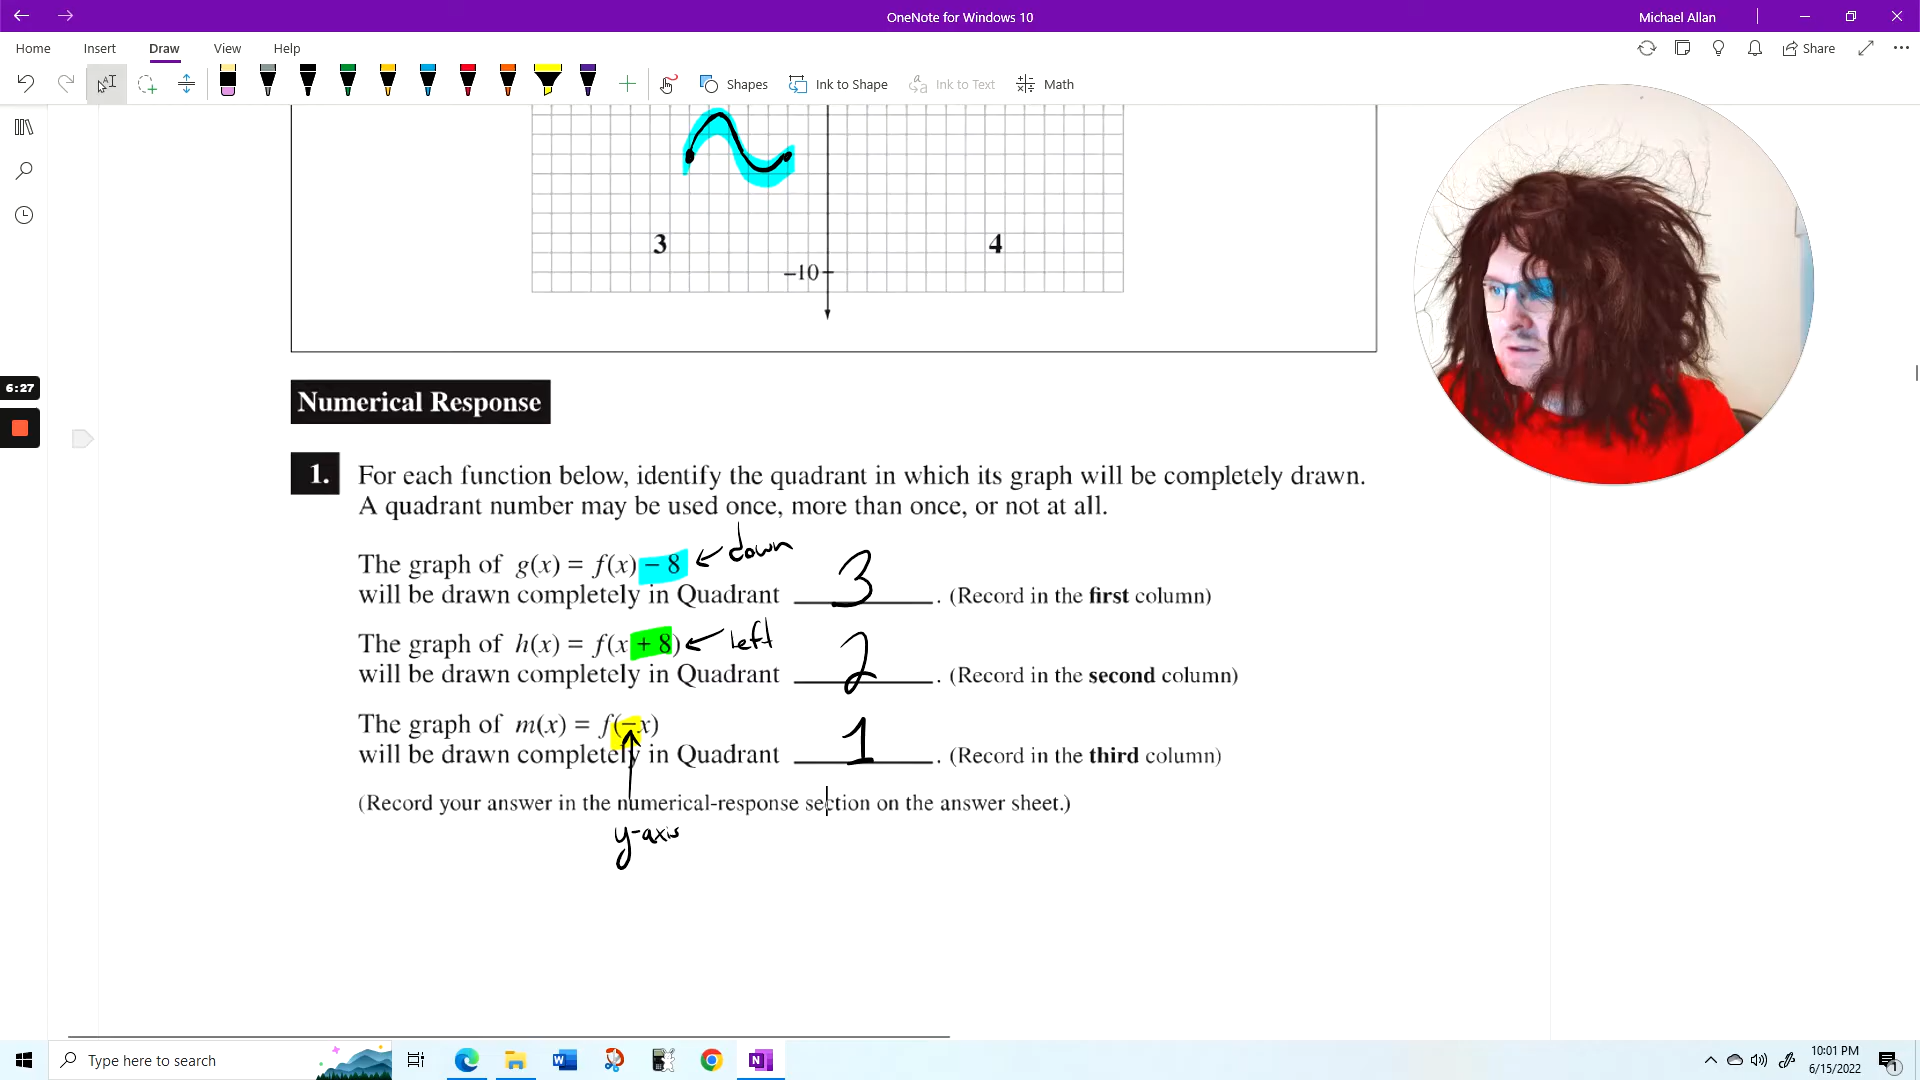 OneNote for Windows 10
Michael Allan
Home Insert Draw View Help
Share
Shapes Ink to Shape Ink to Text Math
3
4
−10
6:27
Numerical Response
1. For each function below, identify the quadrant in which its graph will be completely drawn.
A quadrant number may be used once, more than once, or not at all.
The graph of g(x) = f(x) − 8 ← down
will be drawn completely in Quadrant 3 . (Record in the first column)
The graph of h(x) = f(x + 8) ← left
will be drawn completely in Quadrant 2 . (Record in the second column)
The graph of m(x) = f(−x)
will be drawn completely in Quadrant 1 . (Record in the third column)
(Record your answer in the numerical-response section on the answer sheet.)
y-axis
Type here to search
10:01 PM
6/15/2022
1